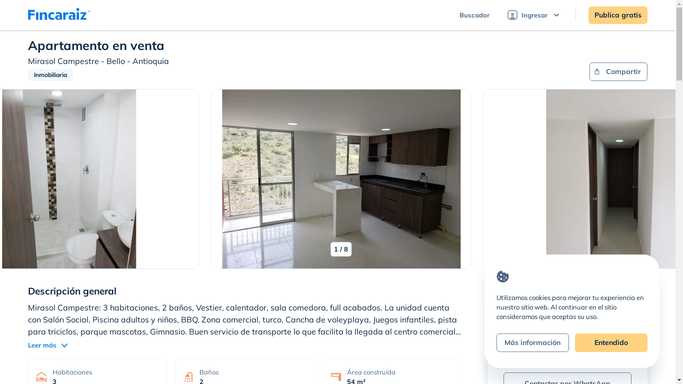 Fincaraiz
Buscador
Ingresar
Publica gratis
Apartamento en venta
Mirasol Campestre - Bello - Antioquia
Inmobiliaria
Compartir
1 / 8
Descripción general
Mirasol Campestre: 3 habitaciones, 2 baños, Vestier, calentador, sala comedora, full acabados. La unidad cuenta
con Salón Social, Piscina adultos y niños, BBQ, Zona comercial, turco, Cancha de voleyplaya, Juegos infantiles, pista
para triciclos, parque mascotas, Gimnasio. Buen servicio de transporte lo que facilita la llegada al centro comercial...
Leer más
Habitaciones
3
Baños
2
Área construida
54 m²
Utilizamos cookies para mejorar tu experiencia en
nuestro sitio web. Al continuar en el sitio
consideramos que aceptas su uso.
Más información
Entendido
Contactar por WhatsApp